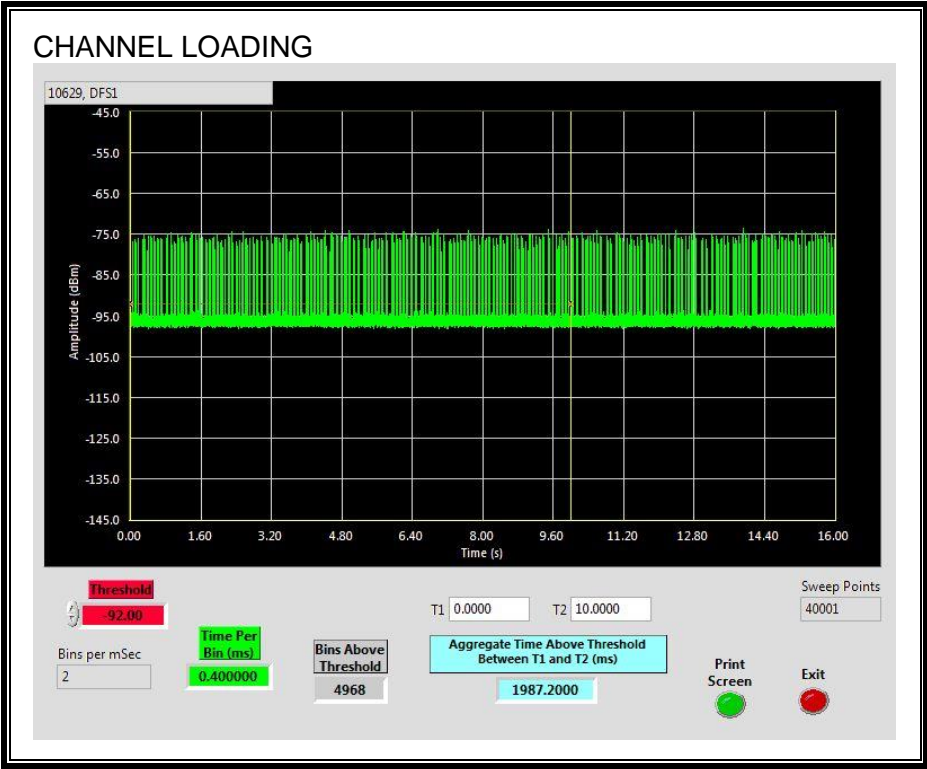 CHANNEL LOADING
10629, DFS1
-45.0
-55.0
-65.0
-75.0
-85.0
-95.0
-105.0
-115.0
-125.0
-135.0
-145.0
Amplitude (dBm)
0.00 1.60 3.20 4.80 6.40 8.00 9.60 11.20 12.80 14.40 16.00
Time (s)
Threshold
-92.00
Bins per mSec
2
Time Per
Bin (ms)
0.400000
Bins Above
Threshold
4968
T1 0.0000 T2 10.0000
Aggregate Time Above Threshold
Between T1 and T2 (ms)
1987.2000
Sweep Points
40001
Print
Screen
Exit